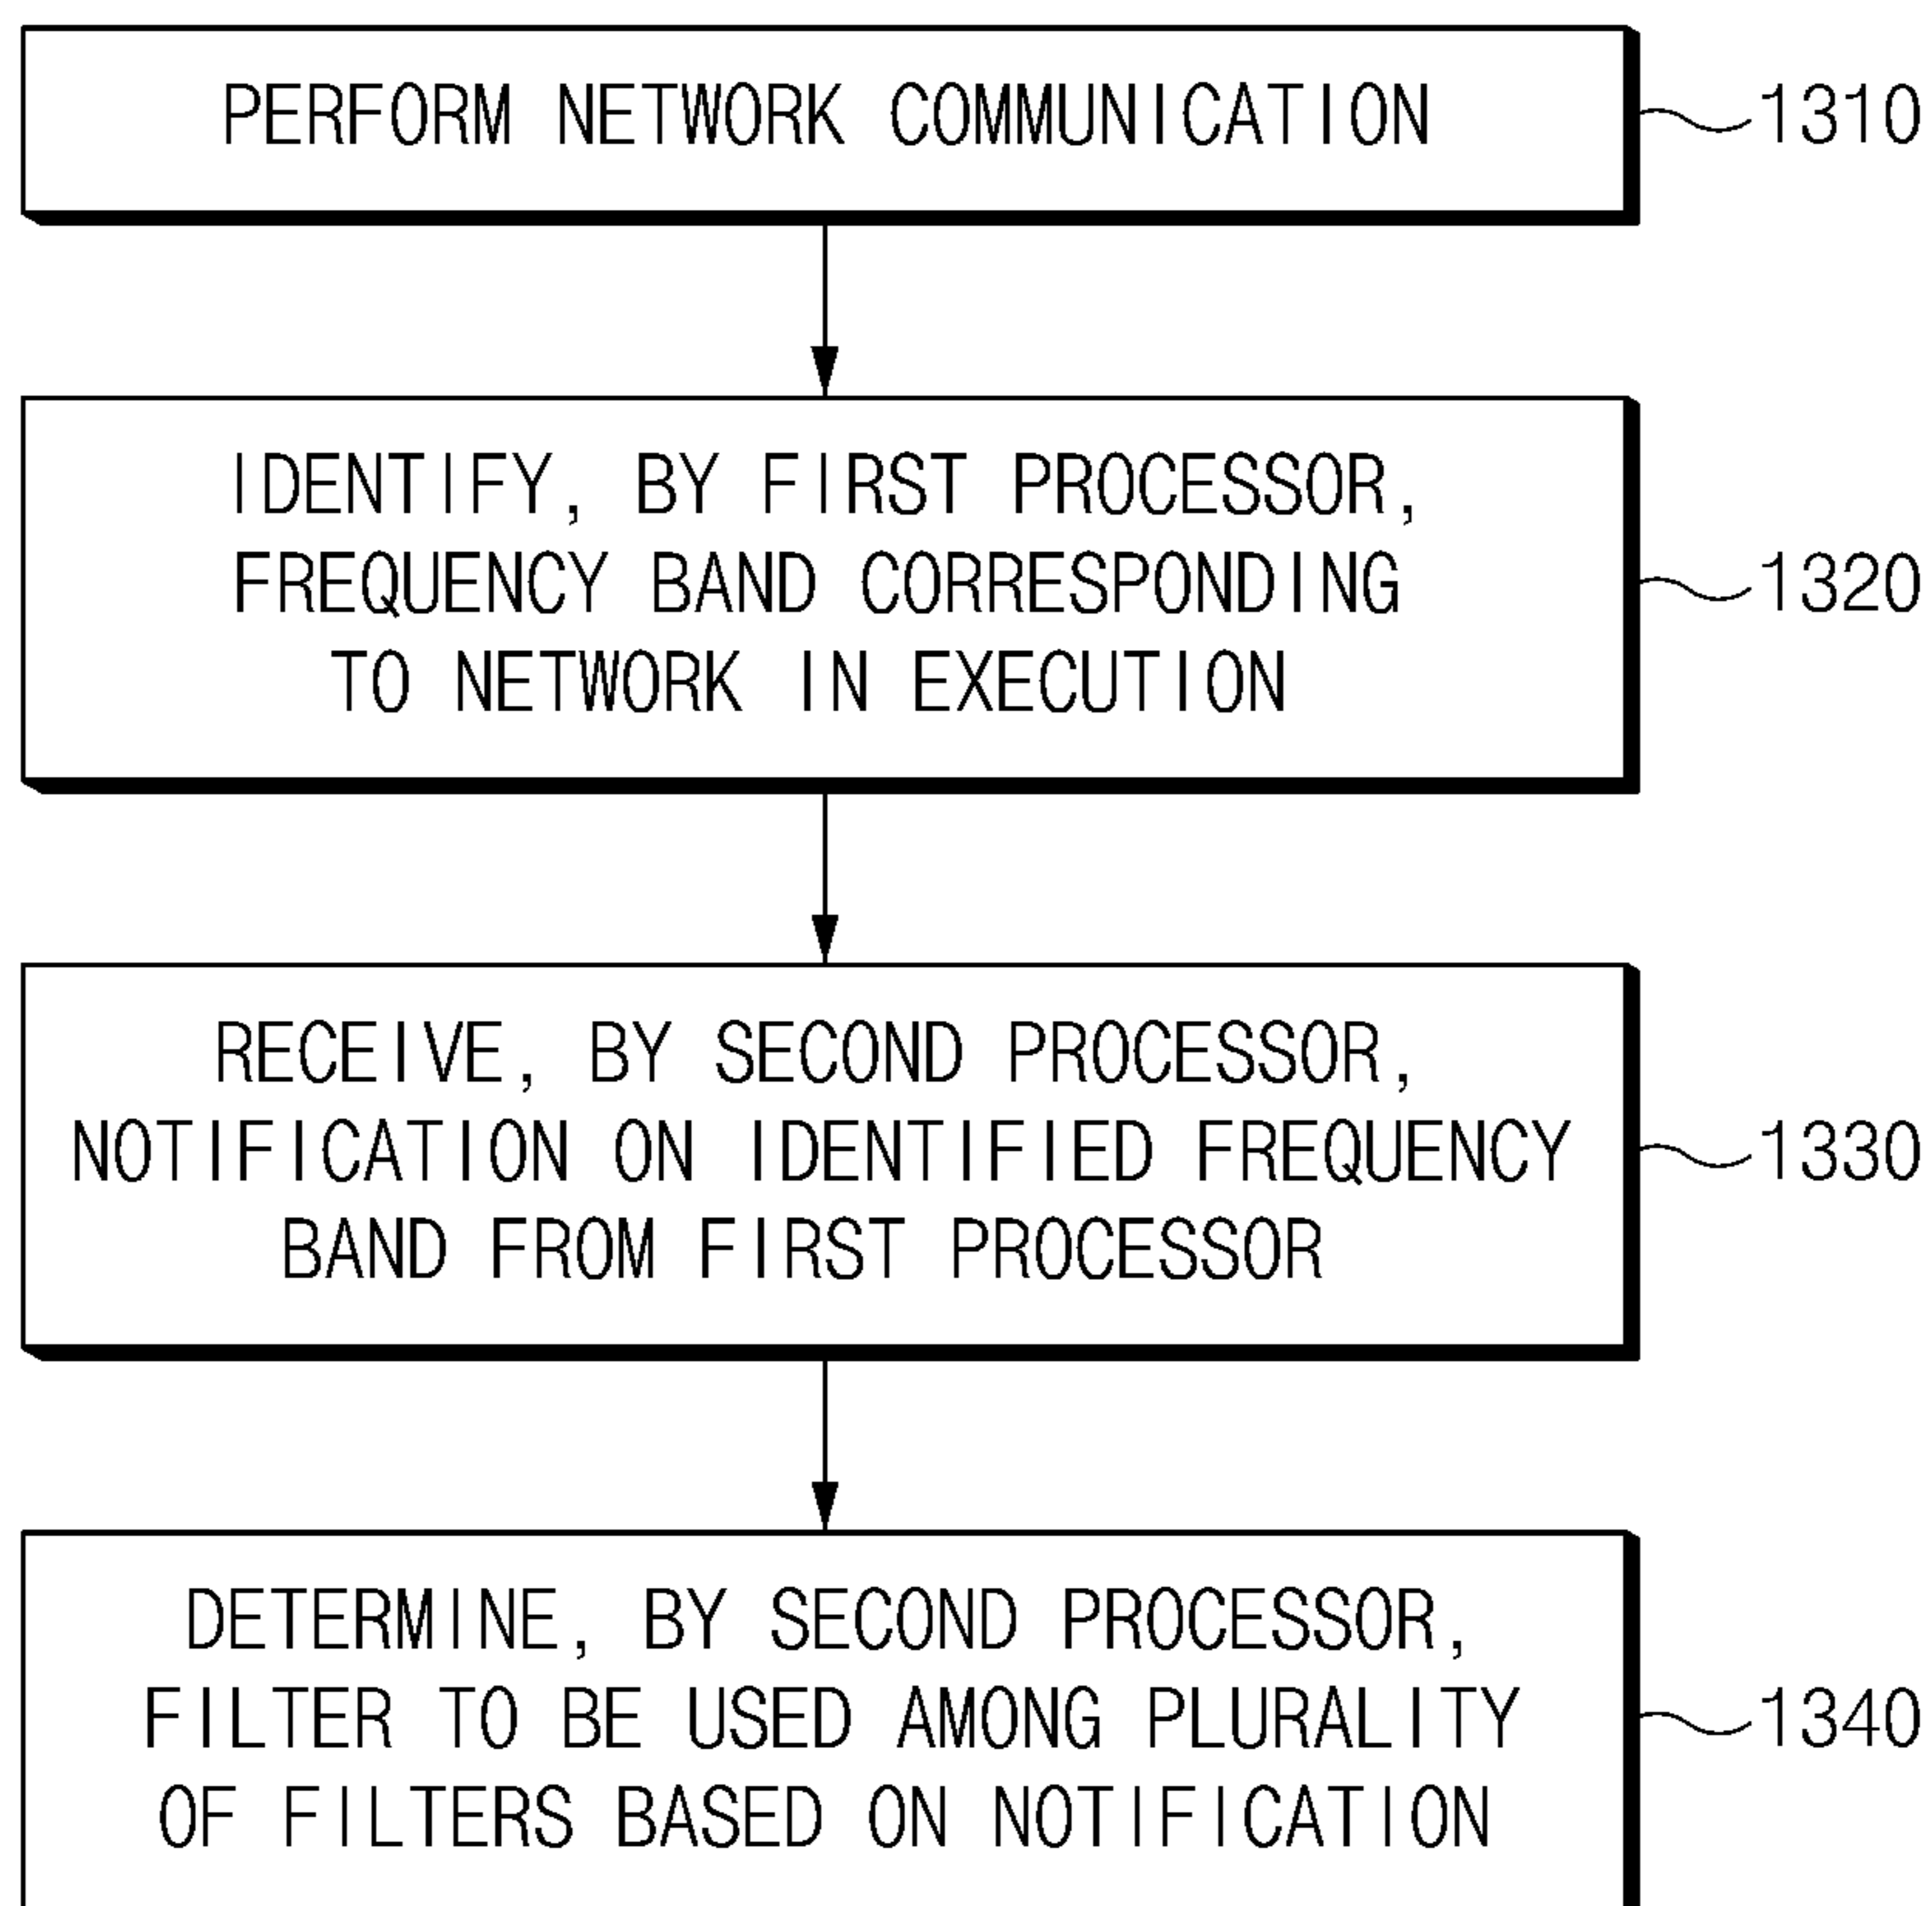 PERFORM NETWORK COMMUNICATION
1310
IDENTIFY, BY FIRST PROCESSOR,
FREQUENCY BAND CORRESPONDING
TO NETWORK IN EXECUTION
1320
RECEIVE, BY SECOND PROCESSOR,
NOTIFICATION ON IDENTIFIED FREQUENCY
BAND FROM FIRST PROCESSOR
1330
DETERMINE, BY SECOND PROCESSOR,
FILTER TO BE USED AMONG PLURALITY
OF FILTERS BASED ON NOTIFICATION
1340